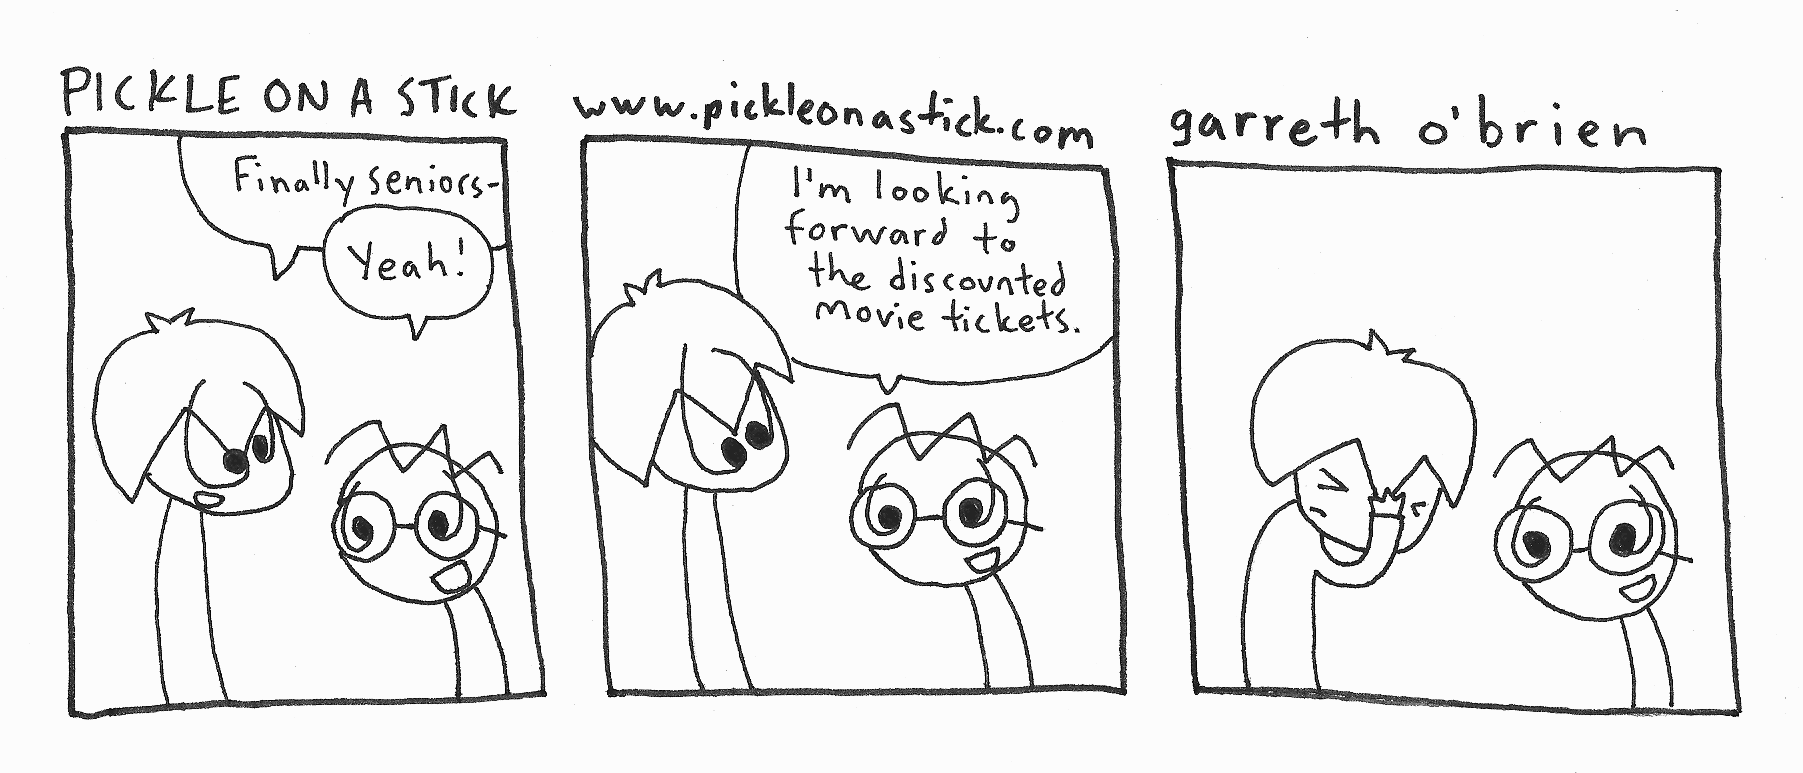 PICKLE ON A STICK
www.pickleonastick.com
garreth o'brien
Finally seniors-
Yeah!
I'm looking
forward to
the discounted
movie tickets.